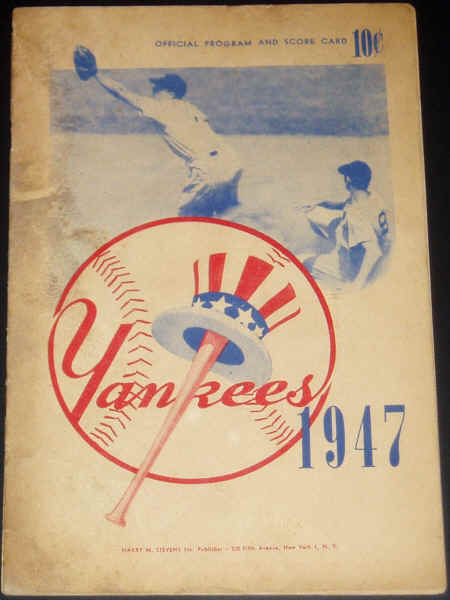 OFFICIAL PROGRAM AND SCORE CARD 10¢
Yankees
1947
HARRY M. STEVENS Inc. Publisher - 320 Fifth Avenue, New York 1, N. Y.